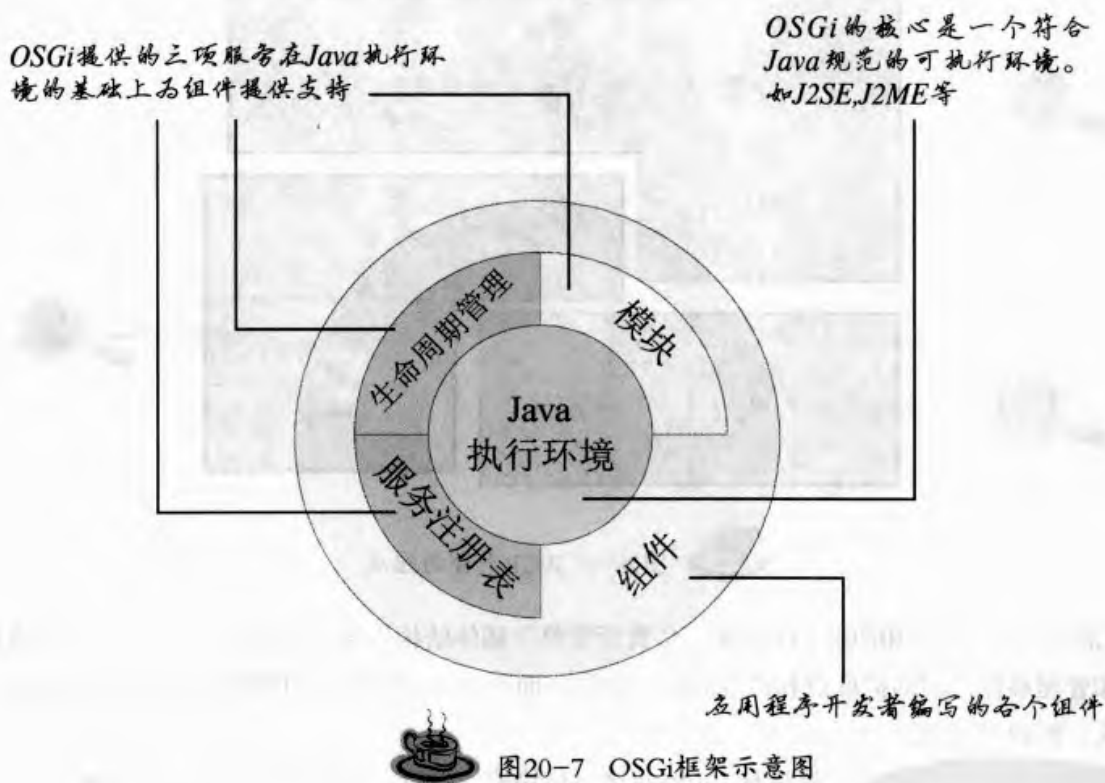 OSGi提供的三项服务在Java执行环
境的基础上为组件提供支持
OSGi的核心是一个符合
Java规范的可执行环境。
如J2SE,J2ME等
生命周期管理
模块
Java
执行环境
服务注册表
组件
应用程序开发者编写的各个组件
图20-7 OSGi框架示意图